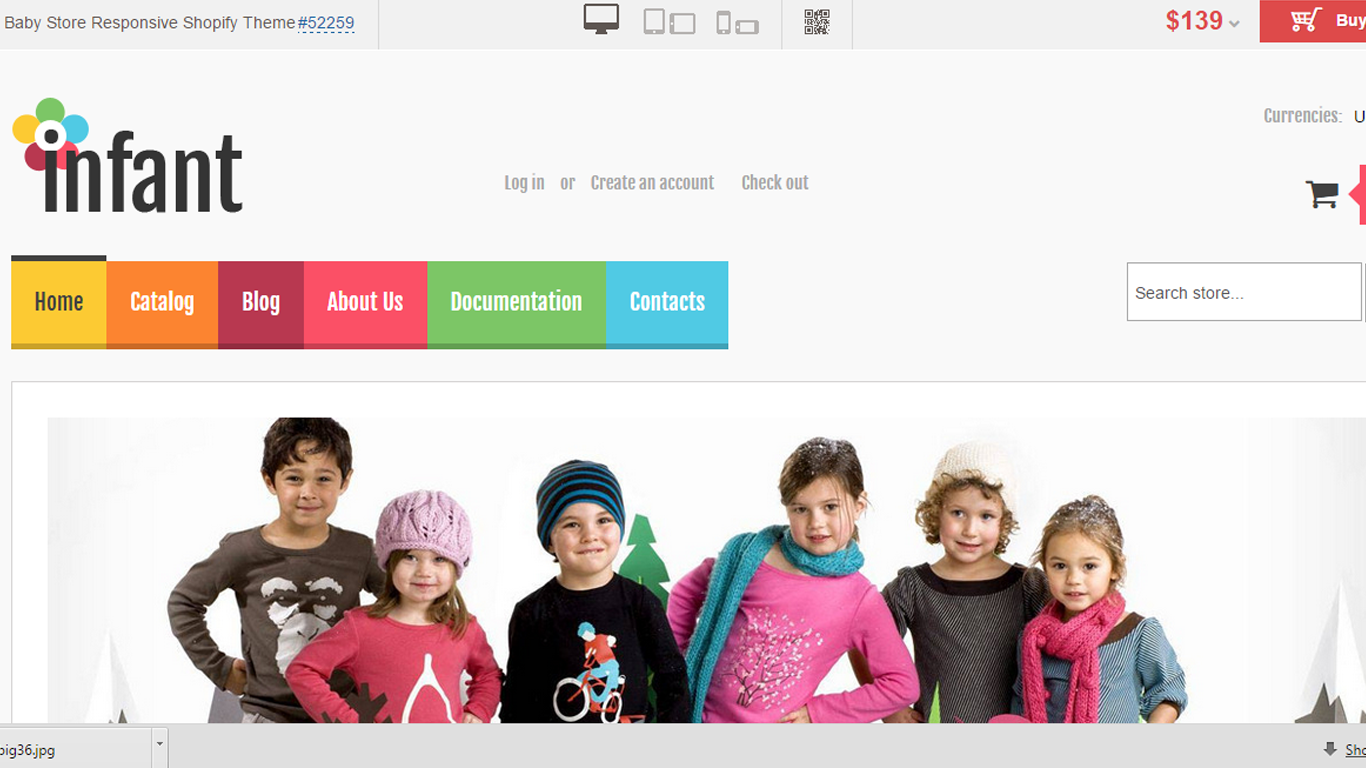 Baby Store Responsive Shopify Theme #52259
$139
Buy
Currencies: U
infant
Log in or Create an account Check out
Home Catalog Blog About Us Documentation Contacts
Search store...
big36.jpg
Sho